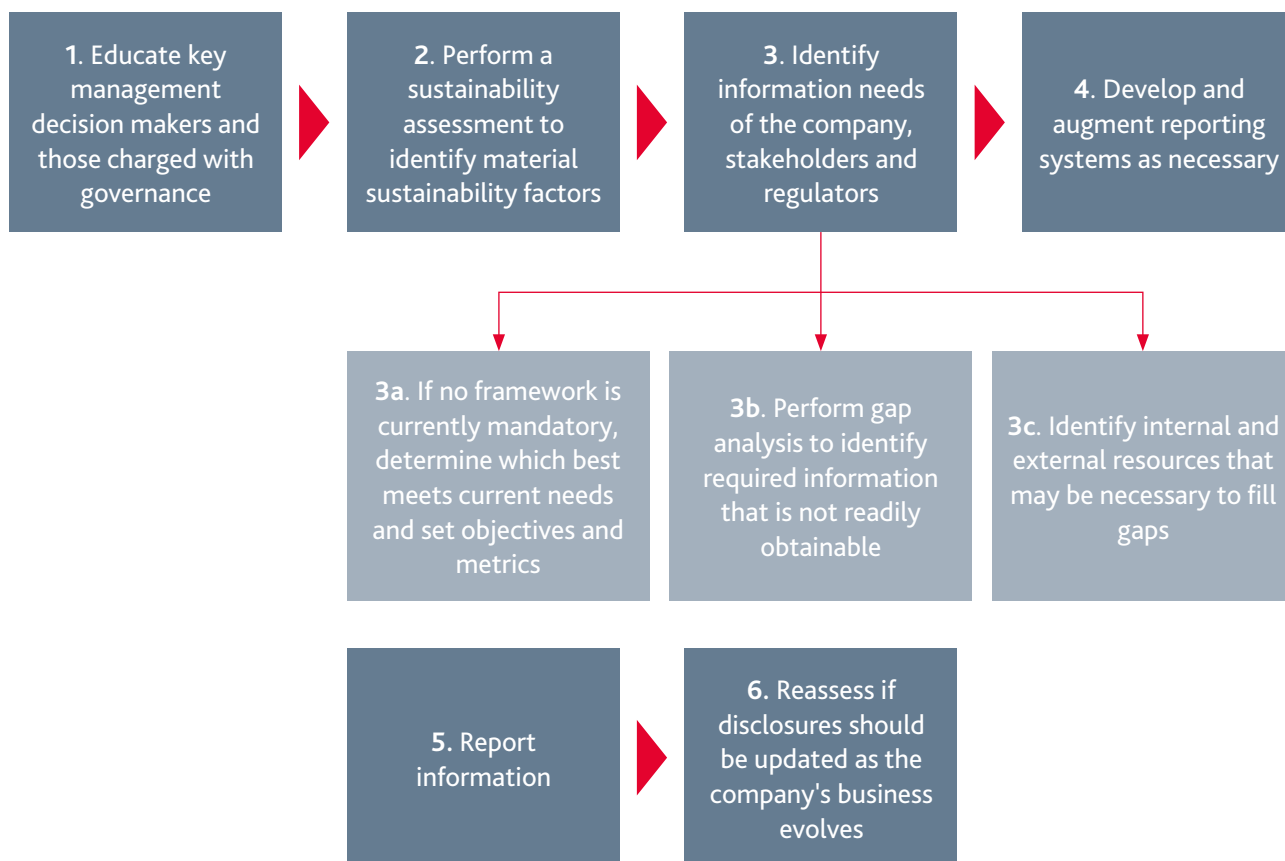 1. Educate key
management
decision makers and
those charged with
governance
2. Perform a
sustainability
assessment to
identify material
sustainability factors
3. Identify
information needs
of the company,
stakeholders and
regulators
4. Develop and
augment reporting
systems as necessary
3a. If no framework is
currently mandatory,
determine which best
meets current needs
and set objectives and
metrics
3b. Perform gap
analysis to identify
required information
that is not readily
obtainable
3c. Identify internal and
external resources that
may be necessary to fill
gaps
5. Report
information
6. Reassess if
disclosures should
be updated as the
company's business
evolves